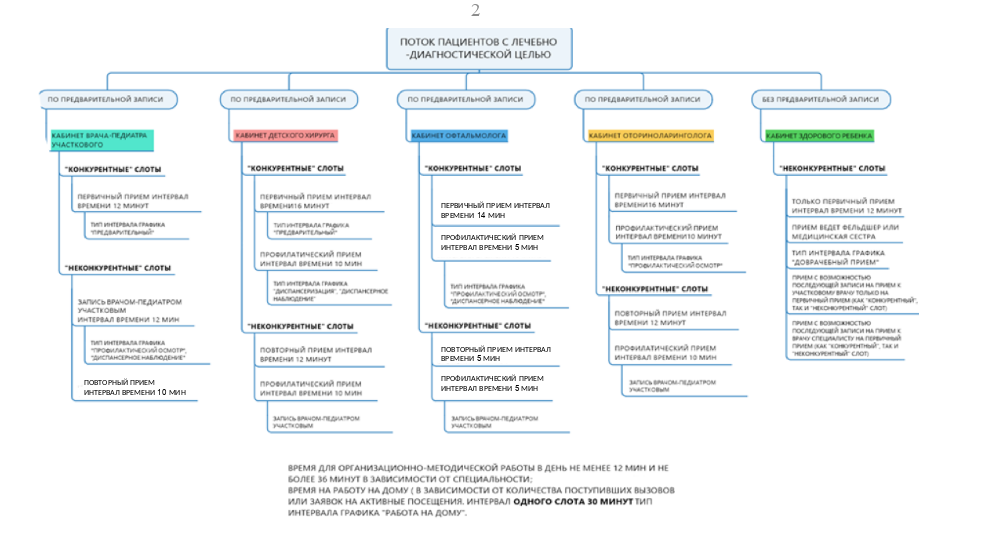 2
ПОТОК ПАЦИЕНТОВ С ЛЕЧЕБНО
-ДИАГНОСТИЧЕСКОЙ ЦЕЛЬЮ
ПО ПРЕДВАРИТЕЛЬНОЙ ЗАПИСИ
КАБИНЕТ ВРАЧА-ПЕДИАТРА
УЧАСТКОВОГО
"КОНКУРЕНТНЫЕ" СЛОТЫ
ПЕРВИЧНЫЙ ПРИЕМ ИНТЕРВАЛ
ВРЕМЕНИ 12 МИНУТ
ТИП ИНТЕРВАЛА ГРАФИКА
"ПРЕДВАРИТЕЛЬНЫЙ"
"НЕКОНКУРЕНТНЫЕ" СЛОТЫ
ЗАПИСЬ ВРАЧОМ-ПЕДИАТРОМ
УЧАСТКОВЫМ
ИНТЕРВАЛ ВРЕМЕНИ 12 МИН
ТИП ИНТЕРВАЛА ГРАФИКА
"ПРОФИЛАКТИЧЕСКИЙ ОСМОТР",
"ДИСПАНСЕРНОЕ НАБЛЮДЕНИЕ"
ПОВТОРНЫЙ ПРИЕМ
ИНТЕРВАЛ ВРЕМЕНИ 10 МИН
ПО ПРЕДВАРИТЕЛЬНОЙ ЗАПИСИ
КАБИНЕТ ДЕТСКОГО ХИРУРГА
"КОНКУРЕНТНЫЕ" СЛОТЫ
ПЕРВИЧНЫЙ ПРИЕМ ИНТЕРВАЛ
ВРЕМЕНИ16 МИНУТ
ТИП ИНТЕРВАЛА ГРАФИКА
"ПРЕДВАРИТЕЛЬНЫЙ"
ПРОФИЛАТИЧЕСКИЙ ПРИЕМ
ИНТЕРВАЛ ВРЕМЕНИ 10 МИН
ТИП ИНТЕРВАЛА ГРАФИКА
"ДИСПАНСЕРИЗАЦИЯ", "ДИСПАНСЕРНОЕ
НАБЛЮДЕНИЕ"
"НЕКОНКУРЕНТНЫЕ" СЛОТЫ
ПОВТОРНЫЙ ПРИЕМ ИНТЕРВАЛ
ВРЕМЕНИ 12 МИНУТ
ПРОФИЛАТИЧЕСКИЙ ПРИЕМ
ИНТЕРВАЛ ВРЕМЕНИ 10 МИН
ЗАПИСЬ ВРАЧОМ-ПЕДИАТРОМ
УЧАСТКОВЫМ
ПО ПРЕДВАРИТЕЛЬНОЙ ЗАПИСИ
КАБИНЕТ ОФТАЛЬМОЛОГА
"КОНКУРЕНТНЫЕ" СЛОТЫ
ПЕРВИЧНЫЙ ПРИЕМ ИНТЕРВАЛ
ВРЕМЕНИ 14 МИН
ПРОФИЛАКТИЧЕСКИЙ ПРИЕМ
ИНТЕРВАЛ ВРЕМЕНИ 5 МИН
ТИП ИНТЕРВАЛА ГРАФИКА
"ПРОФИЛАКТИЧЕСКИЙ ОСМОТР",
"ДИСПАНСЕРНОЕ НАБЛЮДЕНИЕ"
"НЕКОНКУРЕНТНЫЕ" СЛОТЫ
ПОВТОРНЫЙ ПРИЕМ ИНТЕРВАЛ
ВРЕМЕНИ 5 МИН
ПРОФИЛАКТИЧЕСКИЙ ПРИЕМ
ИНТЕРВАЛ ВРЕМЕНИ 5 МИН
ЗАПИСЬ ВРАЧОМ-ПЕДИАТРОМ
УЧАСТКОВЫМ
ПО ПРЕДВАРИТЕЛЬНОЙ ЗАПИСИ
КАБИНЕТ ОТОРИНОЛАРИНГОЛОГА
"КОНКУРЕНТНЫЕ" СЛОТЫ
ПЕРВИЧНЫЙ ПРИЕМ ИНТЕРВАЛ
ВРЕМЕНИ16 МИНУТ
ПРОФИЛАКТИЧЕСКИЙ ПРИЕМ
ИНТЕРВАЛ ВРЕМЕНИ10 МИНУТ
ТИП ИНТЕРВАЛА ГРАФИКА
"ПРОФИЛАКТИЧЕСКИЙ ОСМОТР"
"НЕКОНКУРЕНТНЫЕ" СЛОТЫ
ПОВТОРНЫЙ ПРИЕМ ИНТЕРВАЛ
ВРЕМЕНИ 12 МИНУТ
ПРОФИЛАТИЧЕСКИЙ ПРИЕМ
ИНТЕРВАЛ ВРЕМЕНИ 10 МИН
ЗАПИСЬ ВРАЧОМ-ПЕДИАТРОМ
УЧАСТКОВЫМ
БЕЗ ПРЕДВАРИТЕЛЬНОЙ ЗАПИСИ
КАБИНЕТ ЗДОРОВОГО РЕБЕНКА
"НЕКОНКУРЕНТНЫЕ" СЛОТЫ
ТОЛЬКО ПЕРВИЧНЫЙ ПРИЕМ
ИНТЕРВАЛ ВРЕМЕНИ 12 МИНУТ
ПРИЕМ ВЕДЕТ ФЕЛЬДШЕР ИЛИ
МЕДИЦИНСКАЯ СЕСТРА
ТИП ИНТЕРВАЛА ГРАФИКА
"ДОВРАЧЕБНЫЙ ПРИЕМ"
ПРИЕМ С ВОЗМОЖНОСТЬЮ
ПОСЛЕДУЮЩЕЙ ЗАПИСИ НА ПРИЕМ К
УЧАСТКОВОМУ ВРАЧУ ТОЛЬКО НА
ПЕРВИЧНЫЙ ПРИЕМ (КАК "КОНКУРЕНТНЫЙ",
ТАК И "НЕКОНКУРЕНТНЫЙ" СЛОТ)
ПРИЕМ С ВОЗМОЖНОСТЬЮ
ПОСЛЕДУЮЩЕЙ ЗАПИСИ НА ПРИЕМ К
ВРАЧУ СПЕЦИАЛИСТУ НА ПЕРВИЧНЫЙ
ПРИЕМ (КАК "КОНКУРЕНТНЫЙ", ТАК И
"НЕКОНКУРЕНТНЫЙ" СЛОТ)
ВРЕМЯ ДЛЯ ОРГАНИЗАЦИОННО-МЕТОДИЧЕСКОЙ РАБОТЫ В ДЕНЬ НЕ МЕНЕЕ 12 МИН И НЕ
БОЛЕЕ 36 МИНУТ В ЗАВИСИМОСТИ ОТ СПЕЦИАЛЬНОСТИ;
ВРЕМЯ НА РАБОТУ НА ДОМУ ( В ЗАВИСИМОСТИ ОТ КОЛИЧЕСТВА ПОСТУПИВШИХ ВЫЗОВОВ
ИЛИ ЗАЯВОК НА АКТИВНЫЕ ПОСЕЩЕНИЯ. ИНТЕРВАЛ ОДНОГО СЛОТА 30 МИНУТ ТИП
ИНТЕРВАЛА ГРАФИКА "РАБОТА НА ДОМУ".